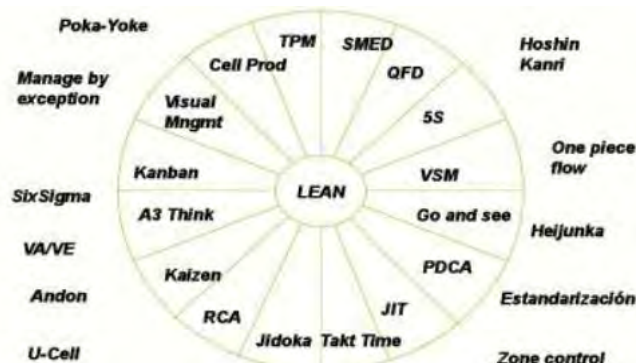 Poka-Yoke
TPM
SMED
Hoshin
Kanri
Cell Prod
QFD
Manage by
exception
Visual
Mngmt
5S
One piece
flow
Kanban
LEAN
VSM
SixSigma
A3 Think
Go and see
Heijunka
VA/VE
Kaizen
PDCA
Andon
RCA
JIT
Estandarización
Jidoka
Takt Time
U-Cell
Zone control